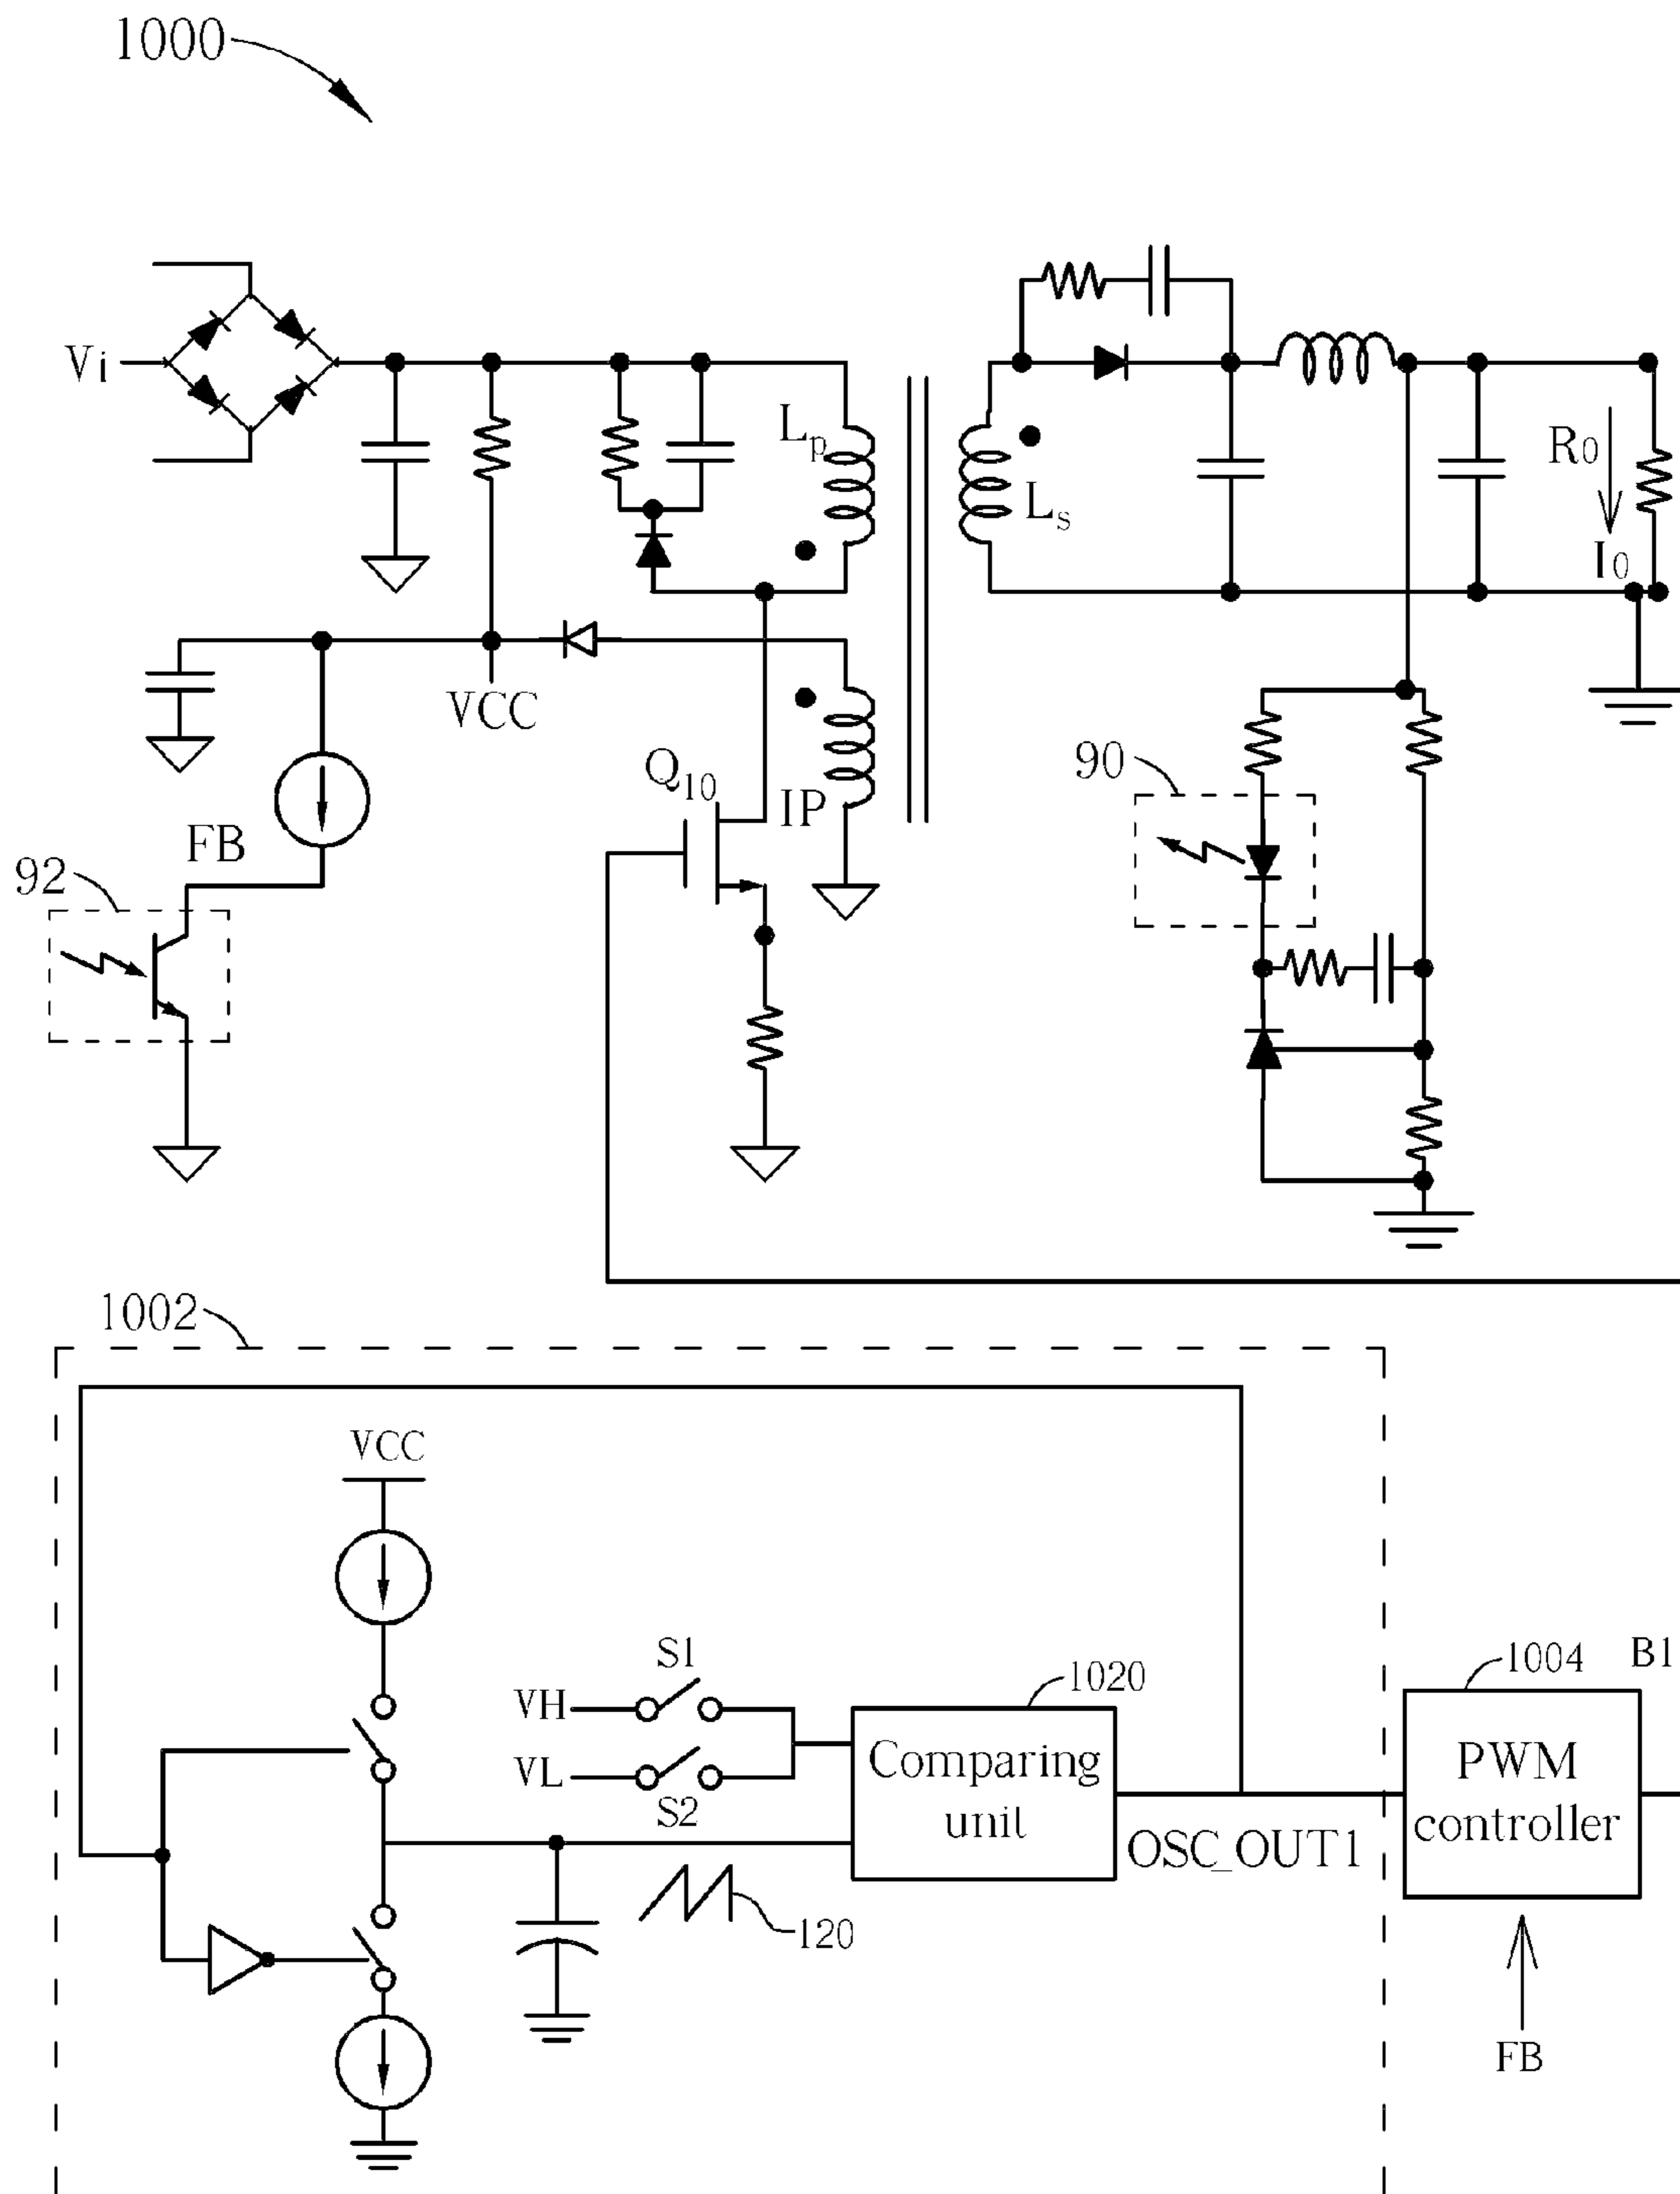 1000
Vi
Lp
Ls
R0
I0
VCC
Q10
IP
FB
92
90
1002
VCC
S1
VH
VL
S2
1020
Comparing
unit
OSC_OUT1
120
1004
B1
PWM
controller
FB